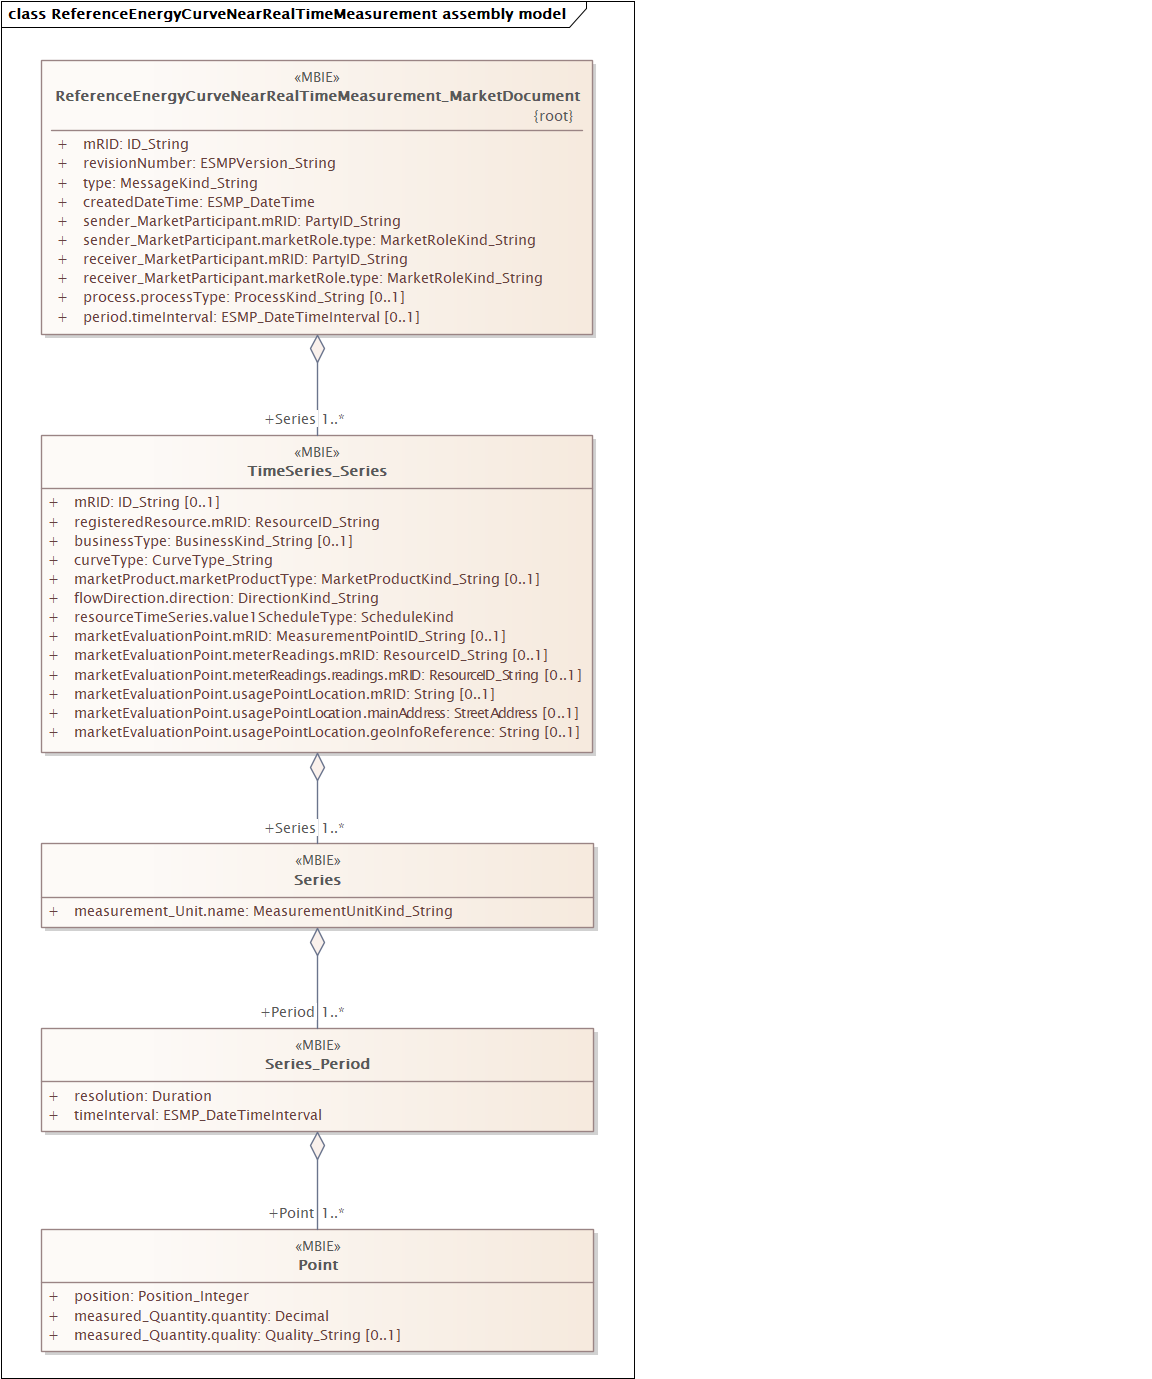 class ReferenceEnergyCurveNearRealTimeMeasurement assembly model
«MBIE»
ReferenceEnergyCurveNearRealTimeMeasurement_MarketDocument
{root}
+ mRID: ID_String
+ revisionNumber: ESMPVersion_String
+ type: MessageKind_String
+ createdDateTime: ESMP_DateTime
+ sender_MarketParticipant.mRID: PartyID_String
+ sender_MarketParticipant.marketRole.type: MarketRoleKind_String
+ receiver_MarketParticipant.mRID: PartyID_String
+ receiver_MarketParticipant.marketRole.type: MarketRoleKind_String
+ process.processType: ProcessKind_String [0..1]
+ period.timeInterval: ESMP_DateTimeInterval [0..1]
+Series 1..*
«MBIE»
TimeSeries_Series
+ mRID: ID_String [0..1]
+ registeredResource.mRID: ResourceID_String
+ businessType: BusinessKind_String [0..1]
+ curveType: CurveType_String
+ marketProduct.marketProductType: MarketProductKind_String [0..1]
+ flowDirection.direction: DirectionKind_String
+ resourceTimeSeries.value1ScheduleType: ScheduleKind
+ marketEvaluationPoint.mRID: MeasurementPointID_String [0..1]
+ marketEvaluationPoint.meterReadings.mRID: ResourceID_String [0..1]
+ marketEvaluationPoint.meterReadings.readings.mRID: ResourceID_String [0..1]
+ marketEvaluationPoint.usagePointLocation.mRID: String [0..1]
+ marketEvaluationPoint.usagePointLocation.mainAddress: StreetAddress [0..1]
+ marketEvaluationPoint.usagePointLocation.geoInfoReference: String [0..1]
+Series 1..*
«MBIE»
Series
+ measurement_Unit.name: MeasurementUnitKind_String
+Period 1..*
«MBIE»
Series_Period
+ resolution: Duration
+ timeInterval: ESMP_DateTimeInterval
+Point 1..*
«MBIE»
Point
+ position: Position_Integer
+ measured_Quantity.quantity: Decimal
+ measured_Quantity.quality: Quality_String [0..1]